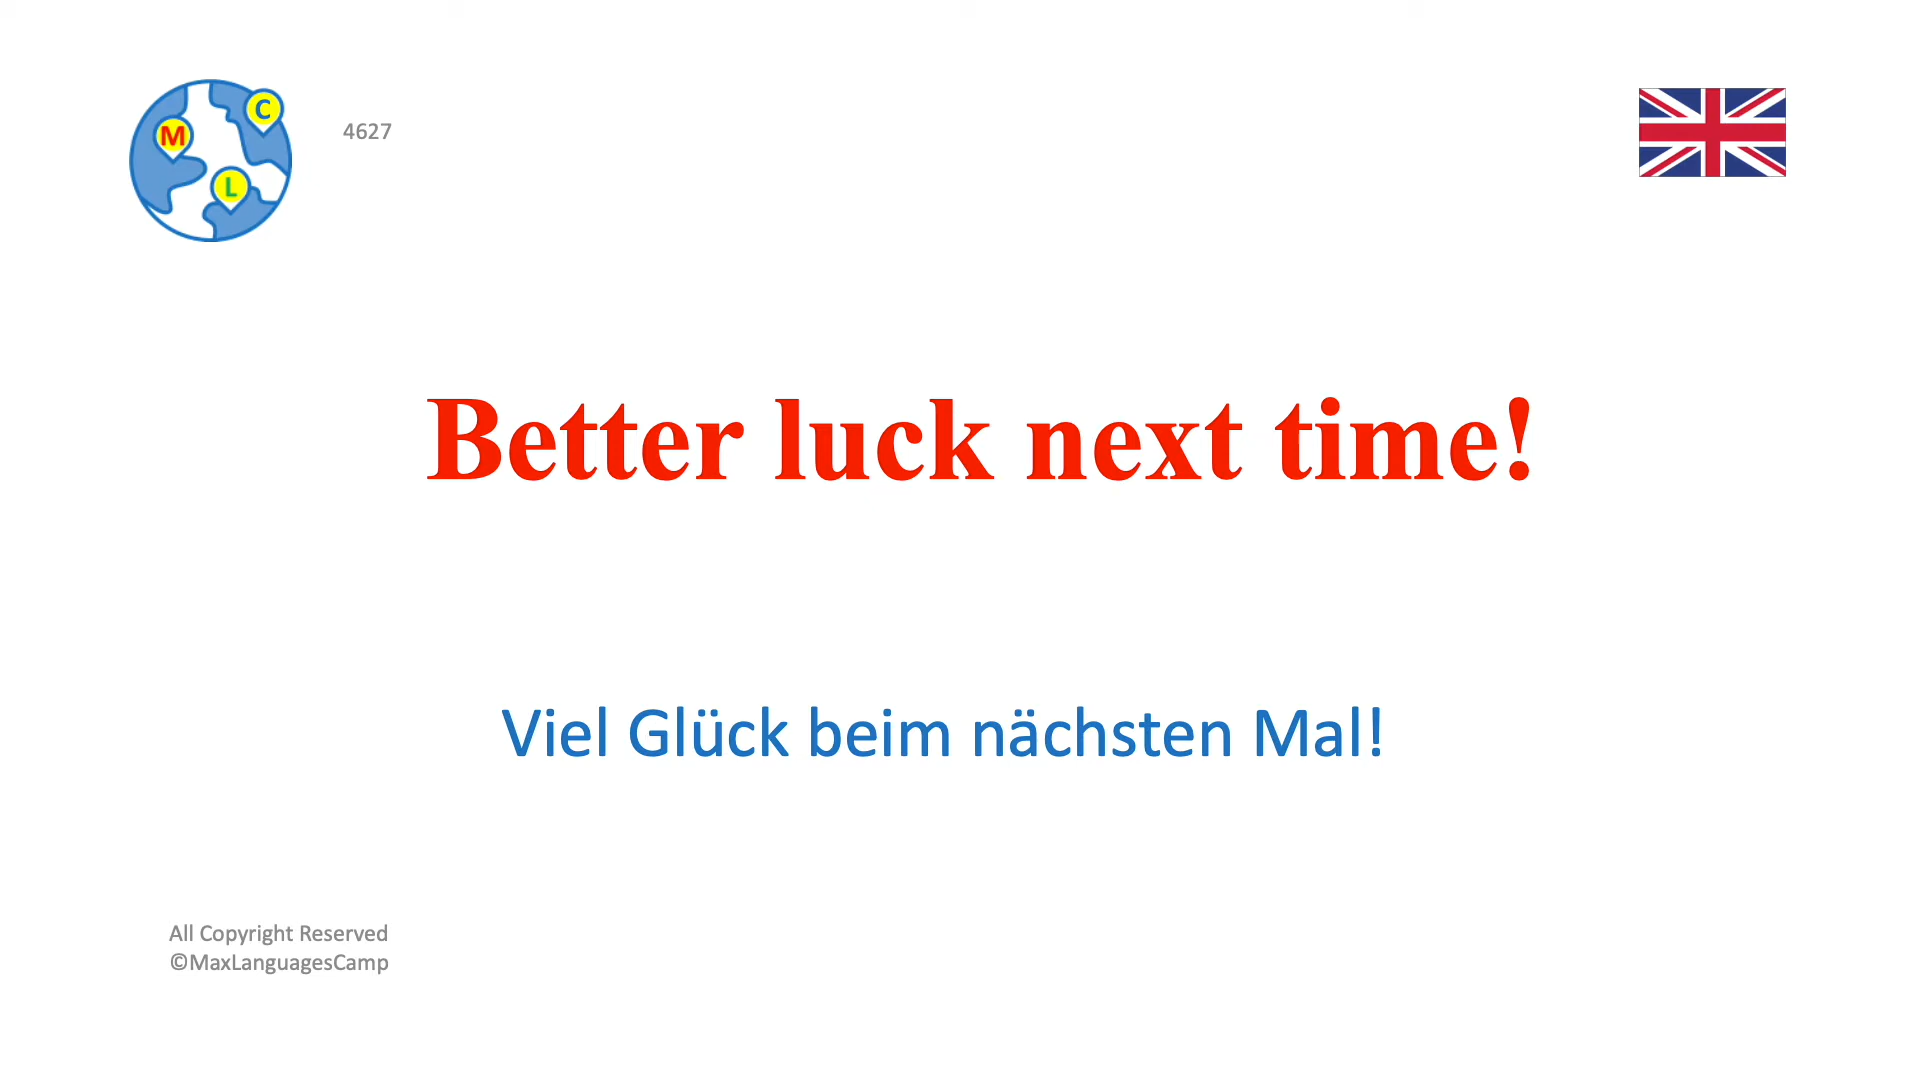 C
M
L
4627
Better luck next time!
Viel Glück beim nächsten Mal!
All Copyright Reserved
©MaxLanguagesCamp